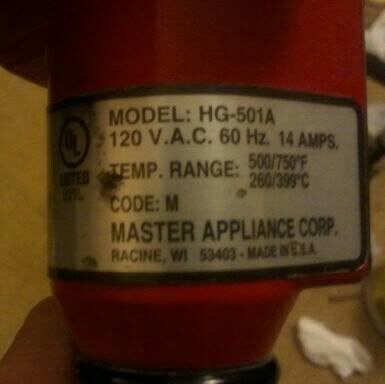 MODEL: HG-501A
120 V.A.C. 60 Hz. 14 AMPS.
TEMP. RANGE: 500/750°F
260/399°C
UL
LISTED
CODE: M
MASTER APPLIANCE CORP.
RACINE, WI 53403 - MADE IN U.S.A.